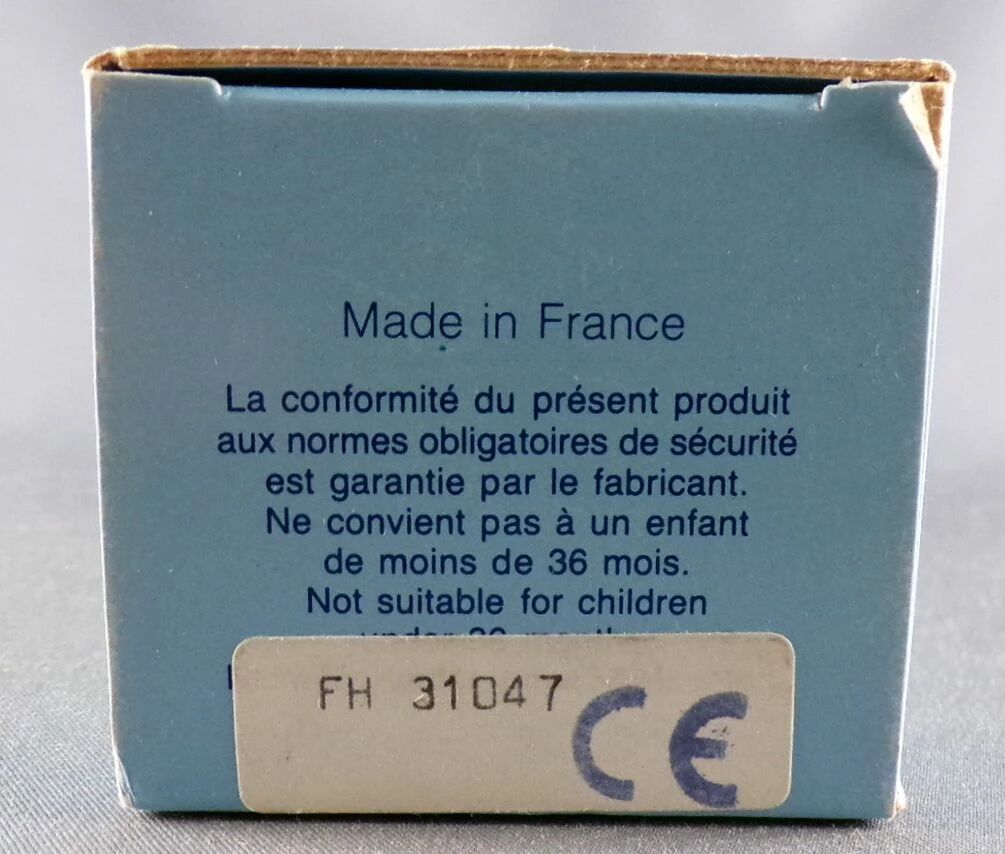 Made in France
La conformité du présent produit
aux normes obligatoires de sécurité
est garantie par le fabricant.
Ne convient pas à un enfant
de moins de 36 mois.
Not suitable for children
FH 31047
CE